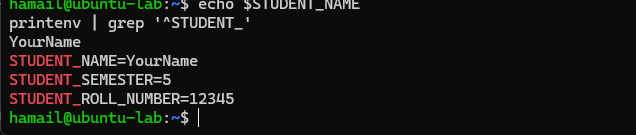 hamail@ubuntu-lab:~$ echo $STUDENT_NAME
printenv | grep '^STUDENT_'
YourName
STUDENT_NAME=YourName
STUDENT_SEMESTER=5
STUDENT_ROLL_NUMBER=12345
hamail@ubuntu-lab:~$